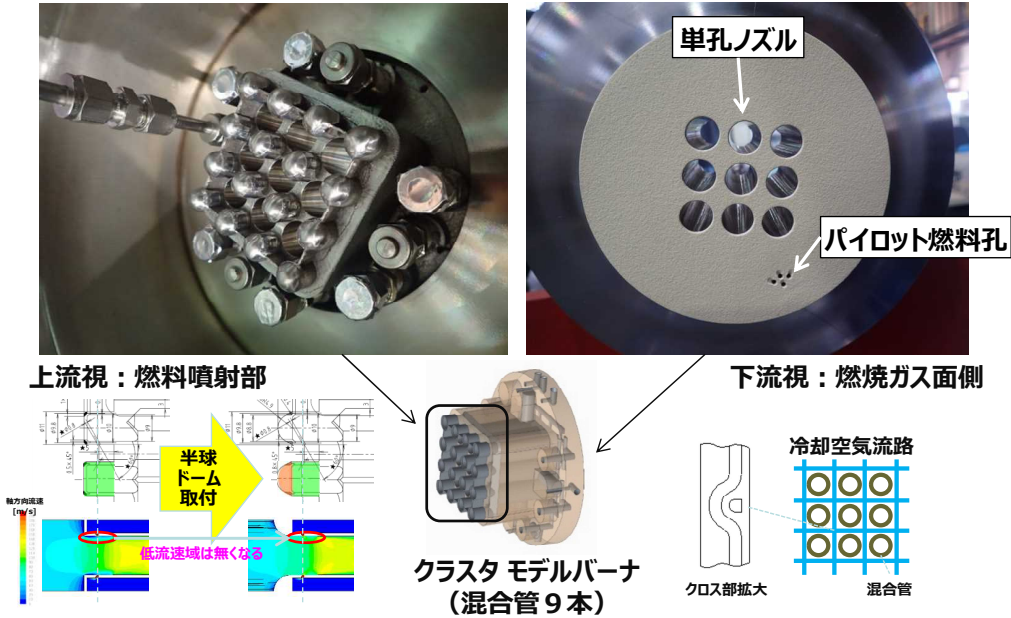 単孔ノズル
パイロット燃料孔
上流視：燃料噴射部
下流視：燃焼ガス面側
半球
ドーム
取付
軸方向流速
[m/s]
低流速域は無くなる
クラスタ モデルバーナ
（混合管９本）
冷却空気流路
クロス部拡大
混合管